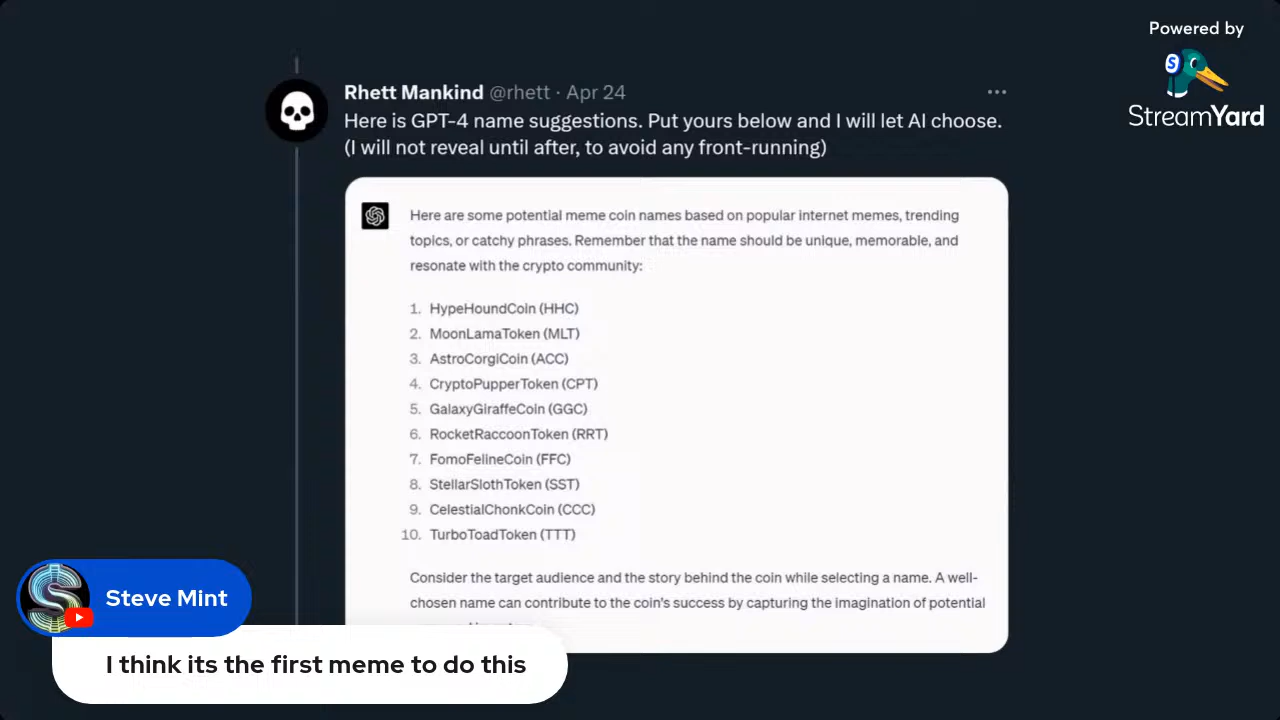 Powered by
StreamYard
Rhett Mankind @rhett · Apr 24
Here is GPT-4 name suggestions. Put yours below and I will let AI choose.
(I will not reveal until after, to avoid any front-running)
Here are some potential meme coin names based on popular internet memes, trending
topics, or catchy phrases. Remember that the name should be unique, memorable, and
resonate with the crypto community:
1. HypeHoundCoin (HHC)
2. MoonLamaToken (MLT)
3. AstroCorgiCoin (ACC)
4. CryptoPupperToken (CPT)
5. GalaxyGiraffeCoin (GGC)
6. RocketRaccoonToken (RRT)
7. FomoFelineCoin (FFC)
8. StellarSlothToken (SST)
9. CelestialChonkCoin (CCC)
10. TurboToadToken (TTT)
Consider the target audience and the story behind the coin while selecting a name. A well-
chosen name can contribute to the coin's success by capturing the imagination of potential
Steve Mint
I think its the first meme to do this